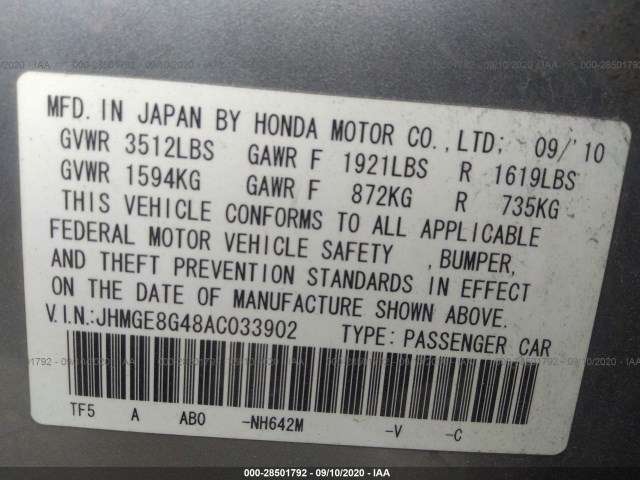 MFD. IN JAPAN BY HONDA MOTOR CO., LTD; 09/'10
GVWR 3512LBS GAWR F 1921LBS R 1619LBS
GVWR 1594KG GAWR F 872KG R 735KG
THIS VEHICLE CONFORMS TO ALL APPLICABLE
FEDERAL MOTOR VEHICLE SAFETY , BUMPER,
AND THEFT PREVENTION STANDARDS IN EFFECT
ON THE DATE OF MANUFACTURE SHOWN ABOVE.
V.I.N.:JHMGE8G48AC033902 TYPE: PASSENGER CAR
TF5 A AB0 -NH642M -V -C
000-28501792 - 09/10/2020 - IAA